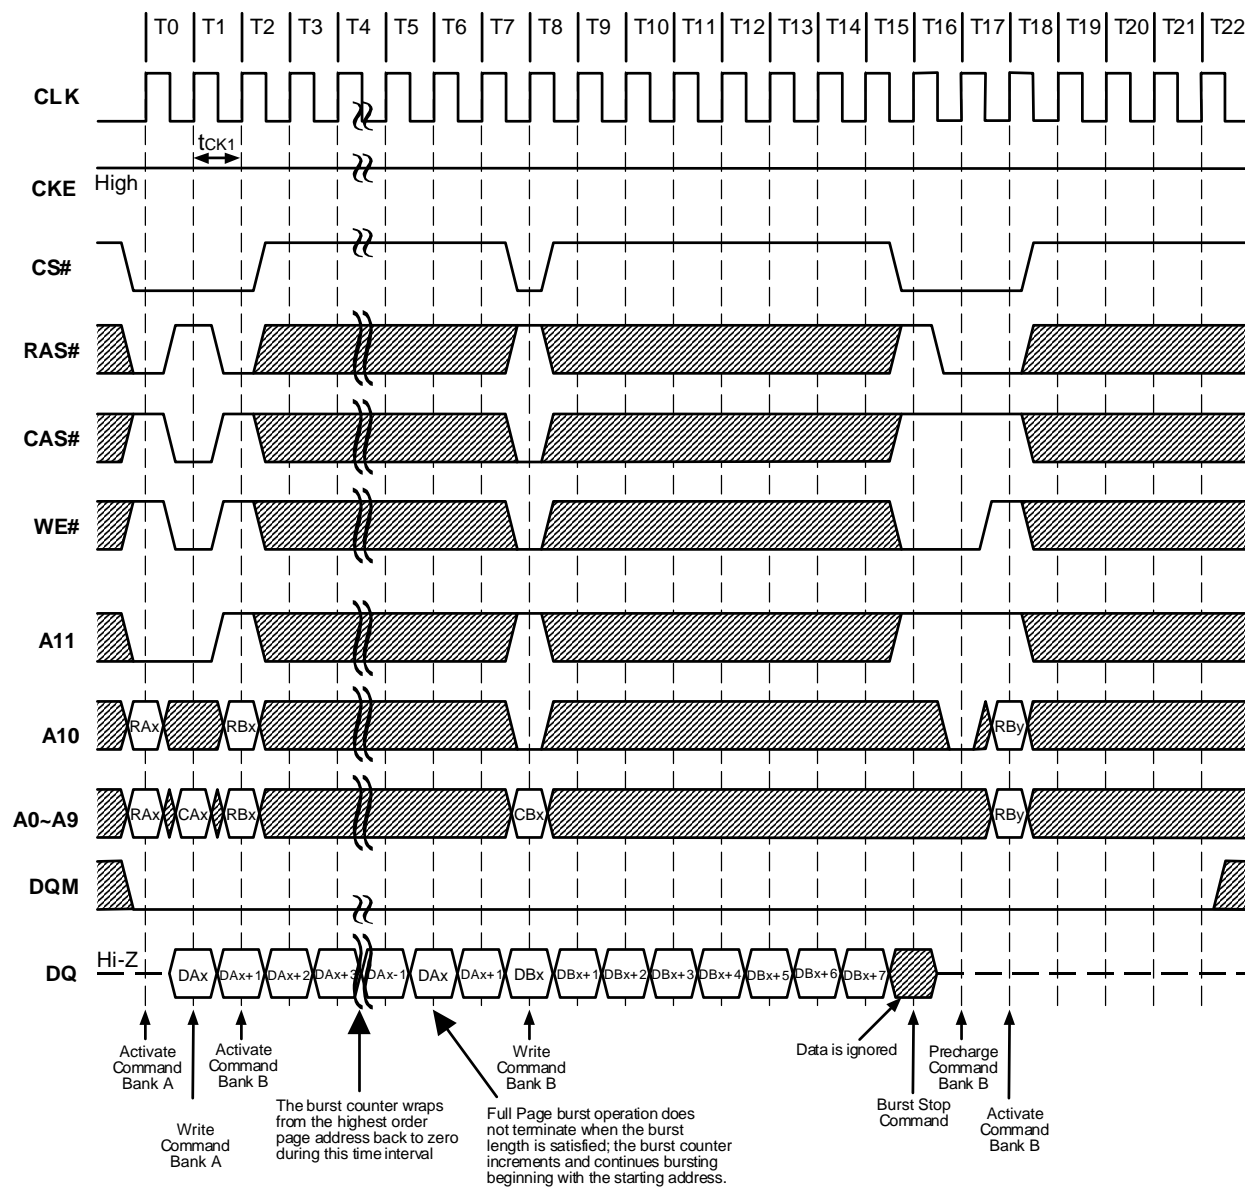 T0 T1 T2 T3 T4 T5 T6 T7 T8 T9 T10 T11 T12 T13 T14 T15 T16 T17 T18 T19 T20 T21 T22
CLK
tCK1
CKE
High
CS#
RAS#
CAS#
WE#
A11
A10
RAx RBx RBy
A0~A9
RAx CAx RBx CBx RBy
DQM
DQ
Hi-Z
DAx DAx+1 DAx+2 DAx+3 DAx-1 DAx DAx+1 DBx DBx+1 DBx+2 DBx+3 DBx+4 DBx+5 DBx+6 DBx+7
Activate
Command
Bank A
Write
Command
Bank A
Activate
Command
Bank B
The burst counter wraps
from the highest order
page address back to zero
during this time interval
Full Page burst operation does
not terminate when the burst
length is satisfied; the burst counter
increments and continues bursting
beginning with the starting address.
Write
Command
Bank B
Data is ignored
Burst Stop
Command
Precharge
Command
Bank B
Activate
Command
Bank B